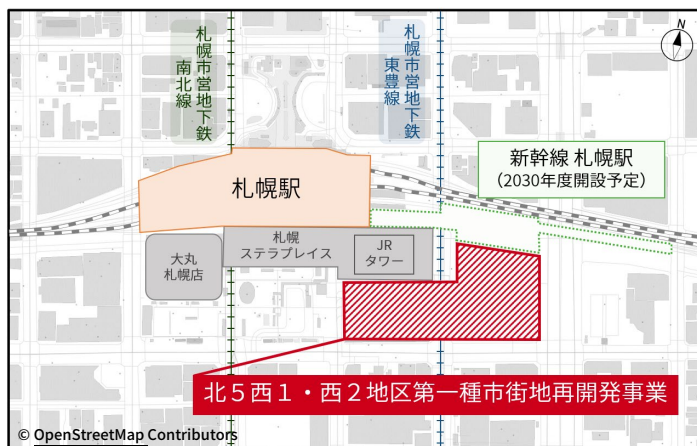 札幌市営地下鉄
南北線
札幌市営地下鉄
東豊線
N
新幹線 札幌駅
（2030年度開設予定）
札幌駅
大丸
札幌店
札幌
ステラプレイス
JR
タワー
北５西１・西２地区第一種市街地再開発事業
© OpenStreetMap Contributors